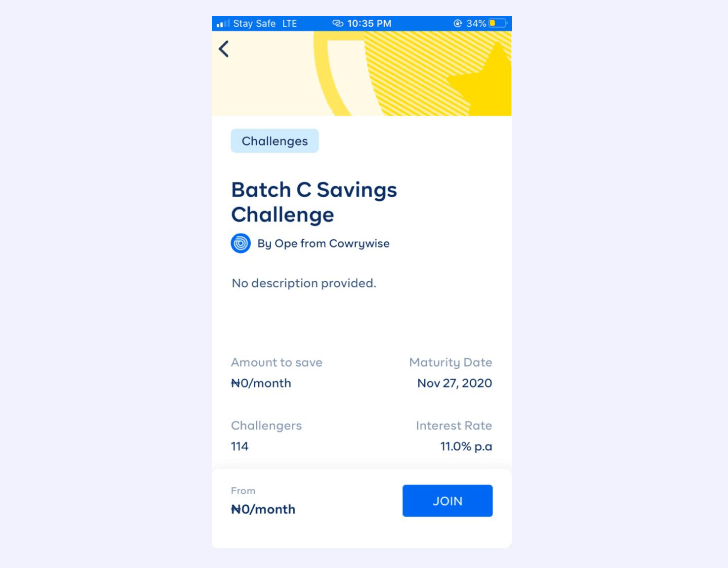 Stay Safe LTE 10:35 PM 34%
Challenges
Batch C Savings
Challenge
By Ope from Cowrywise
No description provided.
Amount to save Maturity Date
₦0/month Nov 27, 2020
Challengers Interest Rate
114 11.0% p.a
From
₦0/month JOIN